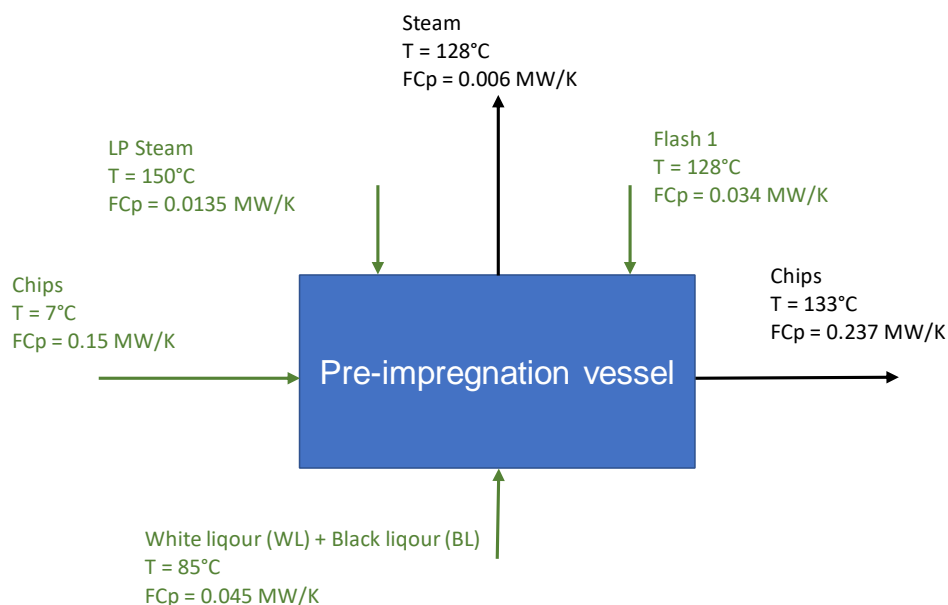 Steam
T = 128°C
FCp = 0.006 MW/K
LP Steam
T = 150°C
FCp = 0.0135 MW/K
Flash 1
T = 128°C
FCp = 0.034 MW/K
Chips
T = 7°C
FCp = 0.15 MW/K
Chips
T = 133°C
FCp = 0.237 MW/K
Pre-impregnation vessel
White liqour (WL) + Black liqour (BL)
T = 85°C
FCp = 0.045 MW/K